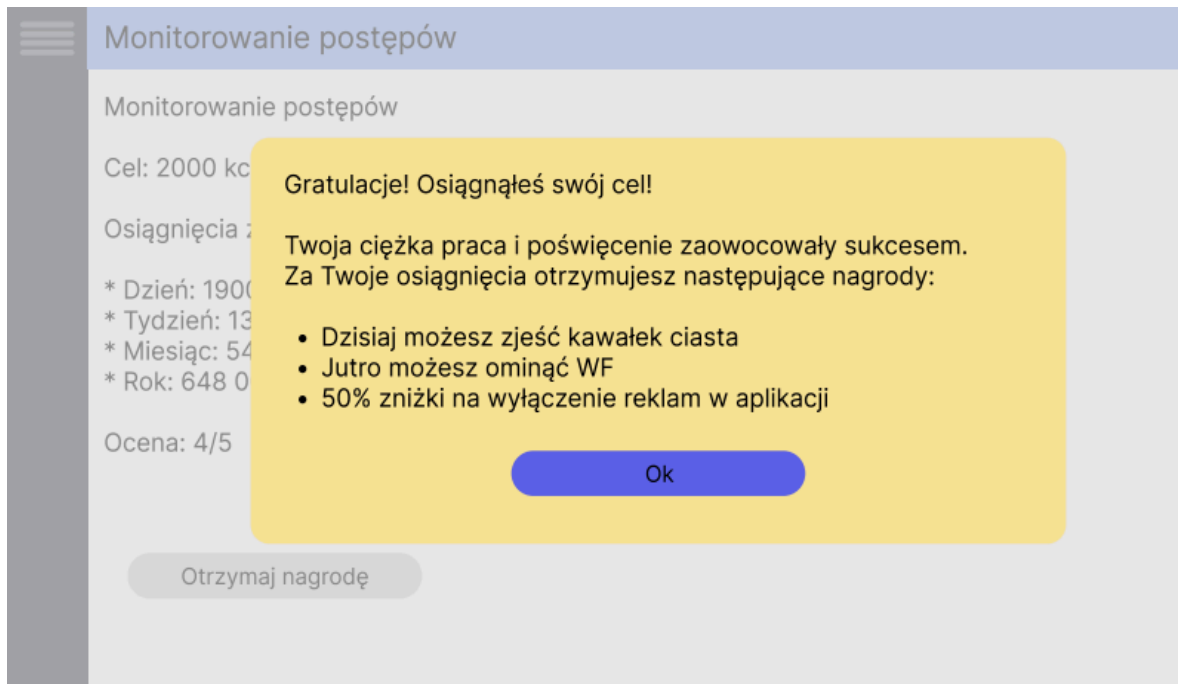 Monitorowanie postępów
Monitorowanie postępów
Cel: 2000 kc
Osiągnięcia
* Dzień: 1900
* Tydzień: 13
* Miesiąc: 54
* Rok: 648 0
Ocena: 4/5
Gratulacje! Osiągnąłeś swój cel!
Twoja ciężka praca i poświęcenie zaowocowały sukcesem.
Za Twoje osiągnięcia otrzymujesz następujące nagrody:
• Dzisiaj możesz zjeść kawałek ciasta
• Jutro możesz ominąć WF
• 50% zniżki na wyłączenie reklam w aplikacji
Ok
Otrzymaj nagrodę